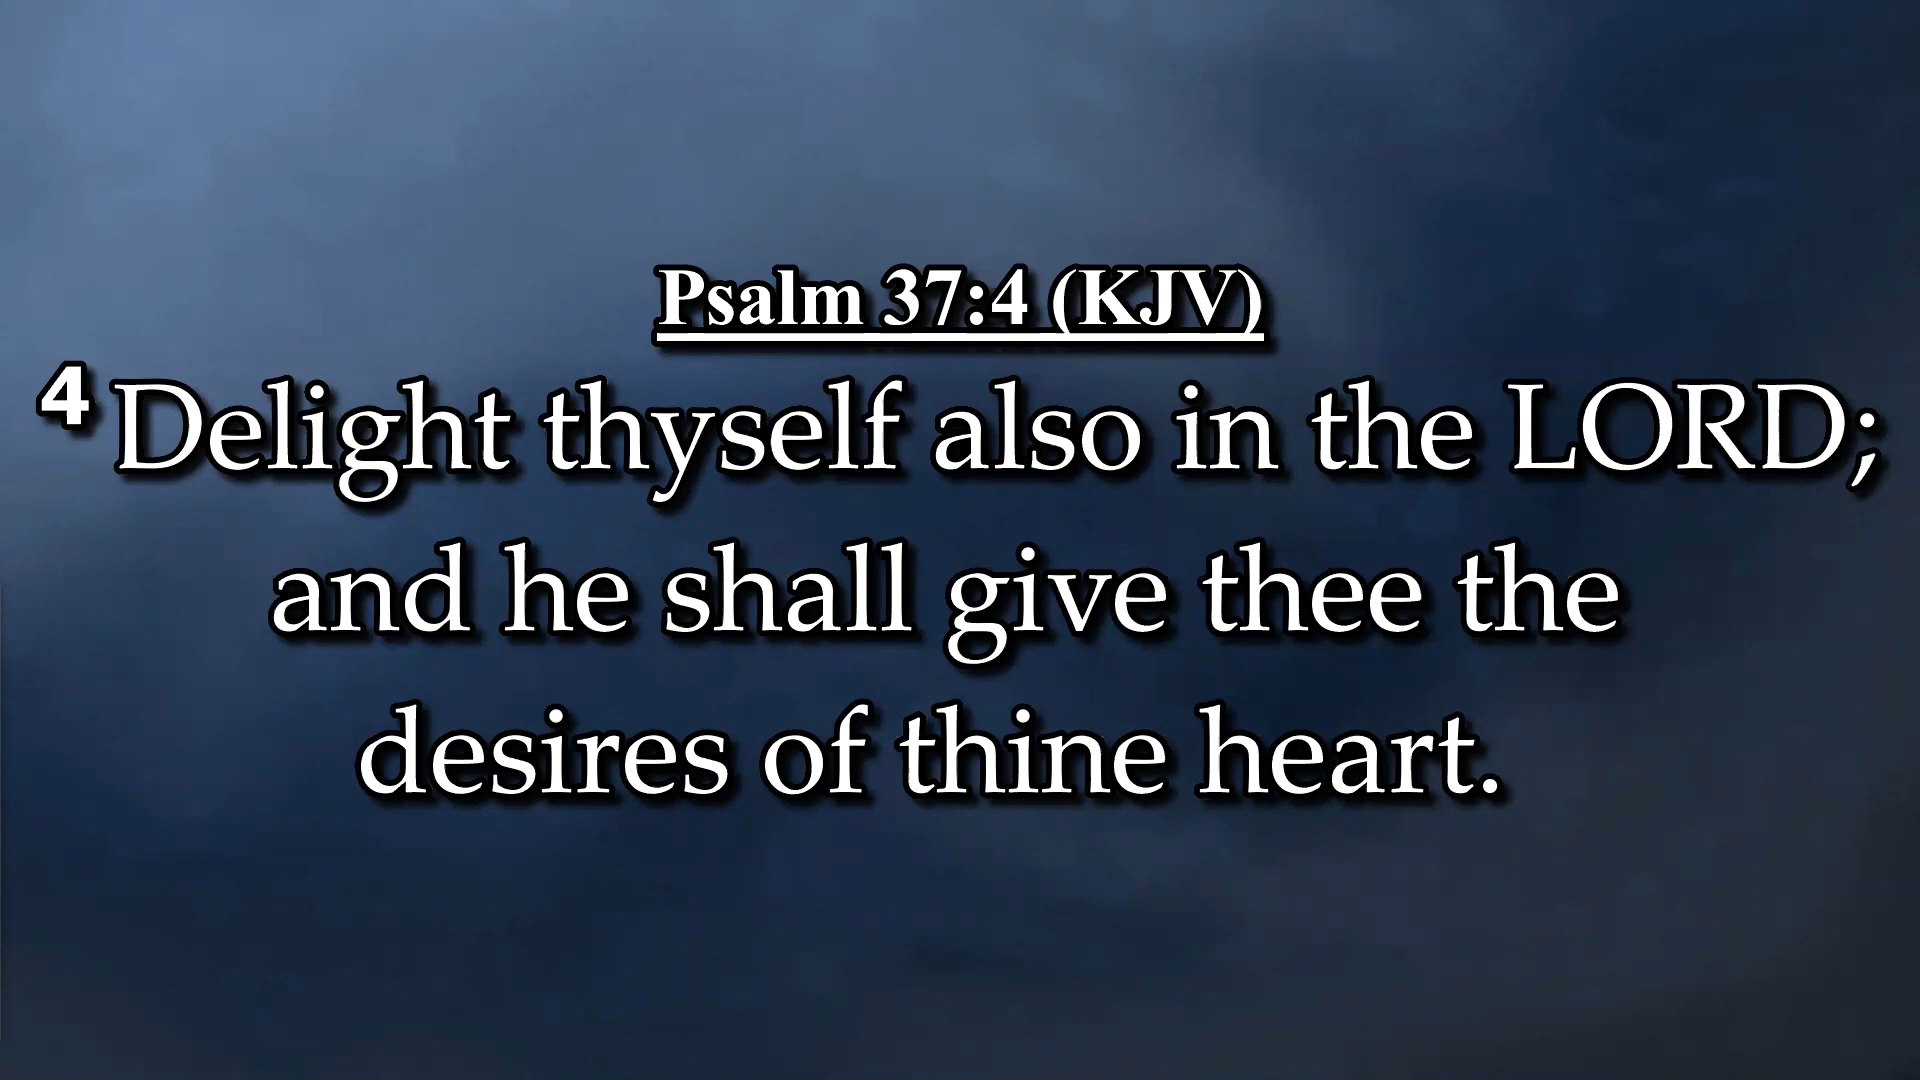 Psalm 37:4 (KJV)
4 Delight thyself also in the LORD;
and he shall give thee the
desires of thine heart.